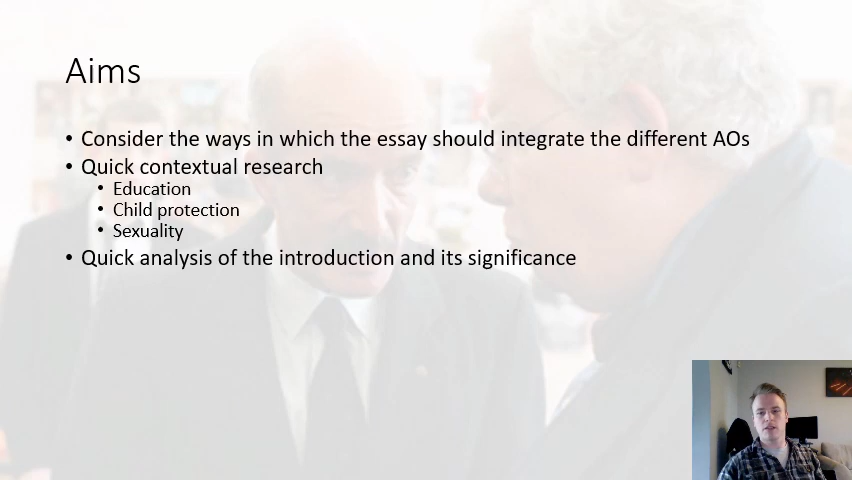 Aims
• Consider the ways in which the essay should integrate the different AOs
• Quick contextual research
• Education
• Child protection
• Sexuality
• Quick analysis of the introduction and its significance